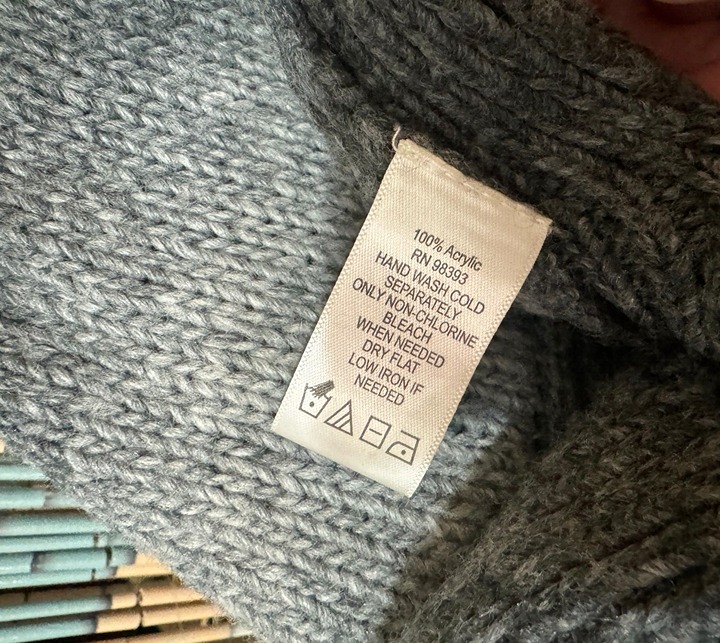 100% Acrylic
RN 98393
HAND WASH COLD
SEPARATELY
ONLY NON-CHLORINE
BLEACH
WHEN NEEDED
DRY FLAT
LOW IRON IF
NEEDED